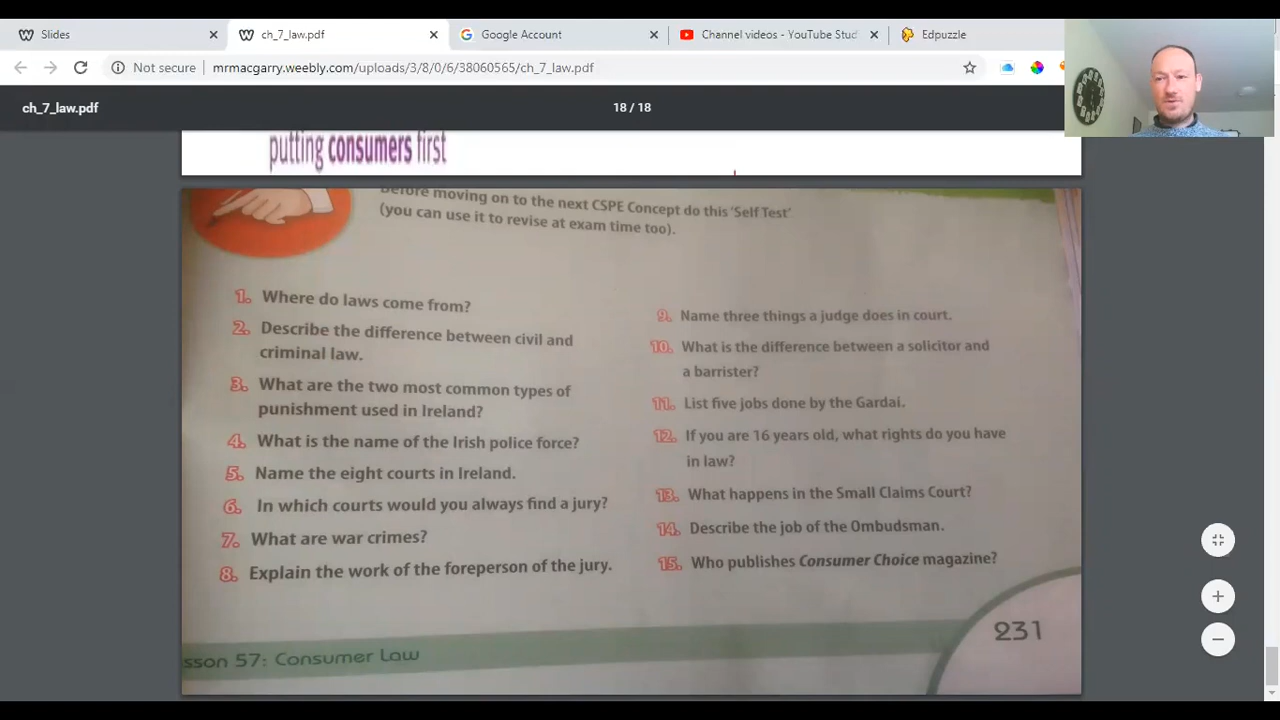 Slides
ch_7_law.pdf
Google Account
Channel videos - YouTube Stud
Edpuzzle
Not secure
mrmacgarry.weebly.com/uploads/3/8/0/6/38060565/ch_7_law.pdf
ch_7_law.pdf
18 / 18
putting consumers first
before moving on to the next CSPE Concept do this 'Self Test'
(you can use it to revise at exam time too).
1. Where do laws come from?
2. Describe the difference between civil and
criminal law.
3. What are the two most common types of
punishment used in Ireland?
4. What is the name of the Irish police force?
5. Name the eight courts in Ireland.
6. In which courts would you always find a jury?
7. What are war crimes?
8. Explain the work of the foreperson of the jury.
9. Name three things a judge does in court.
10. What is the difference between a solicitor and
a barrister?
11. List five jobs done by the Gardai.
12. If you are 16 years old, what rights do you have
in law?
13. What happens in the Small Claims Court?
14. Describe the job of the Ombudsman.
15. Who publishes Consumer Choice magazine?
231
sson 57: Consumer Law